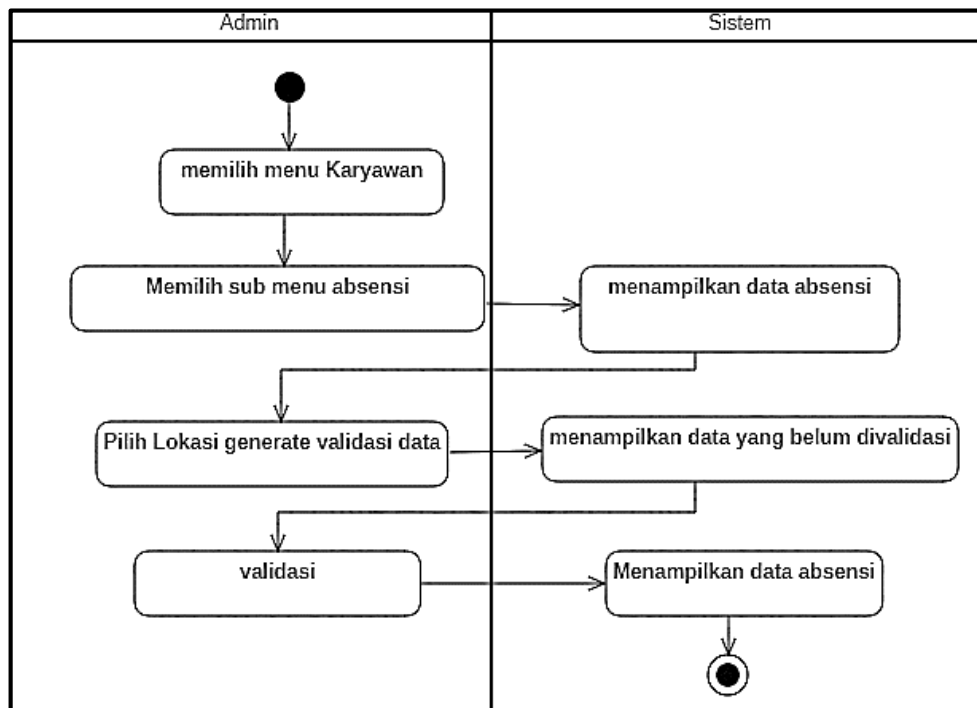 Admin
Sistem
memilih menu Karyawan
Memilih sub menu absensi
menampilkan data absensi
Pilih Lokasi generate validasi data
menampilkan data yang belum divalidasi
validasi
Menampilkan data absensi